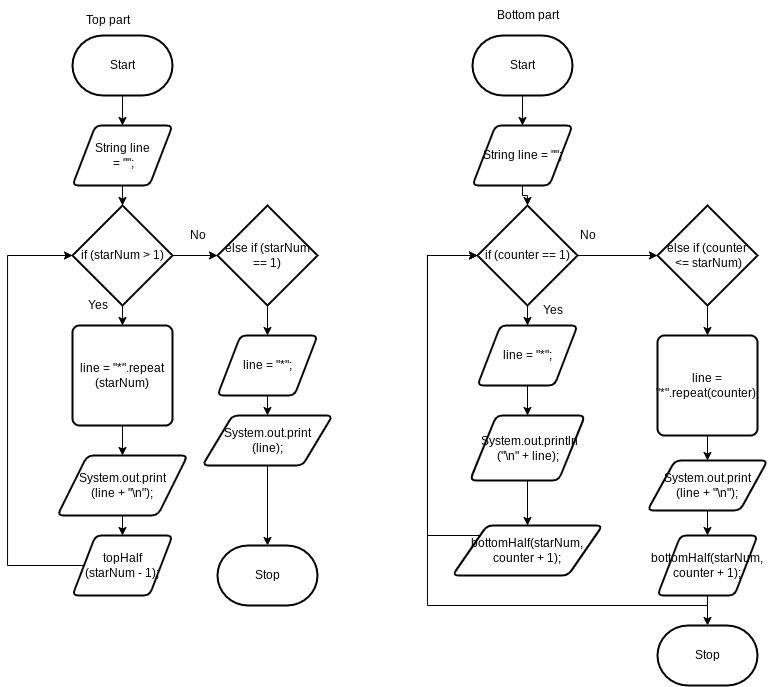 Top part
Start
String line
= "";
if (starNum > 1)
No
else if (starNum
== 1)
Yes
line = "*".repeat
(starNum)
line = "*";
System.out.print
(line);
System.out.print
(line + "\n");
topHalf
(starNum - 1);
Stop
Bottom part
Start
String line = "";
if (counter == 1)
No
else if (counter
<= starNum)
Yes
line = "*";
line =
"*".repeat(counter);
System.out.println
("\n" + line);
System.out.print
(line + "\n");
bottomHalf(starNum,
counter + 1);
bottomHalf(starNum,
counter + 1);
Stop